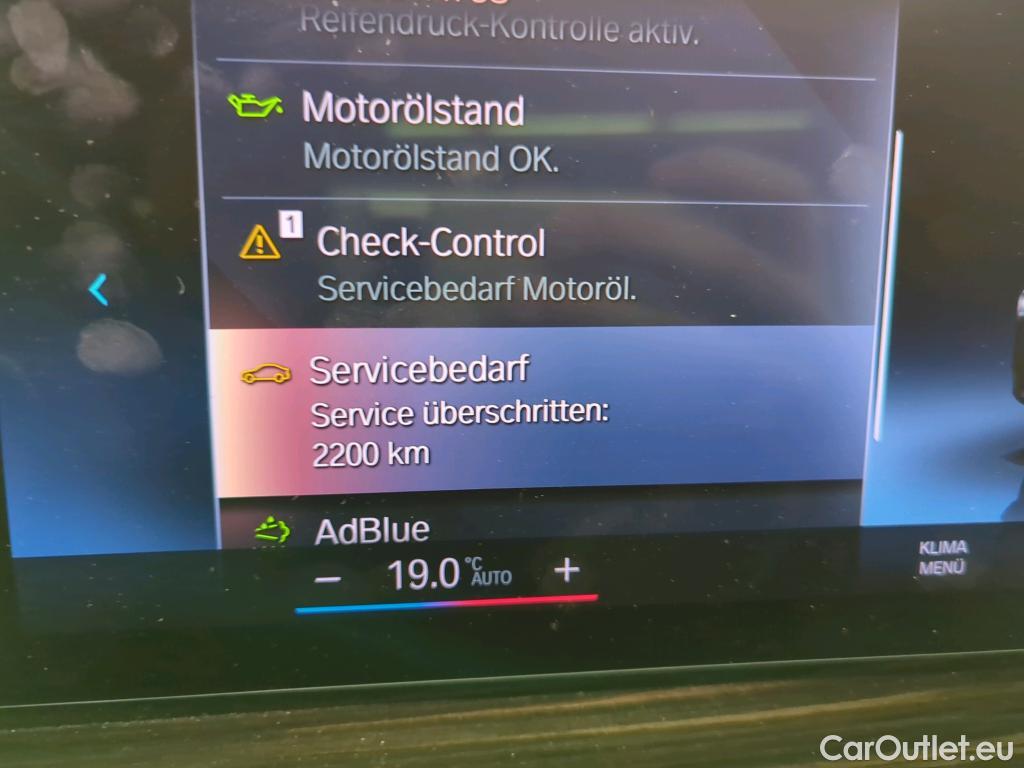 Reifendruck-Kontrolle aktiv.
Motorölstand
Motorölstand OK.
1
Check-Control
Servicebedarf Motoröl.
Servicebedarf
Service überschritten:
2200 km
AdBlue
− 19.0 °C AUTO +
KLIMA
MENÜ
CarOutlet.eu